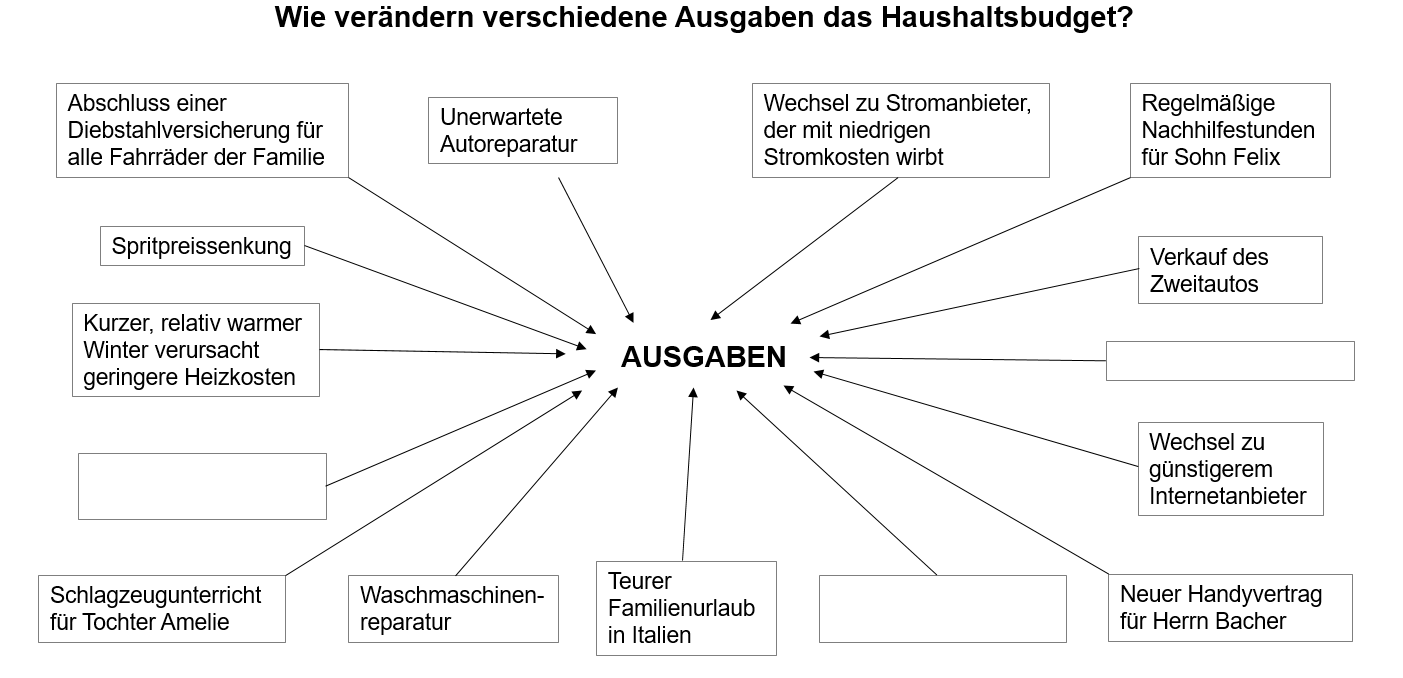 Wie verändern verschiedene Ausgaben das Haushaltsbudget?
Abschluss einer
Diebstahlversicherung für
alle Fahrräder der Familie
Unerwartete
Autoreparatur
Wechsel zu Stromanbieter,
der mit niedrigen
Stromkosten wirbt
Regelmäßige
Nachhilfestunden
für Sohn Felix
Spritpreissenkung
Verkauf des
Zweitautos
Kurzer, relativ warmer
Winter verursacht
geringere Heizkosten
AUSGABEN
Wechsel zu
günstigerem
Internetanbieter
Schlagzeugunterricht
für Tochter Amelie
Waschmaschinen-
reparatur
Teurer
Familienurlaub
in Italien
Neuer Handyvertrag
für Herrn Bacher